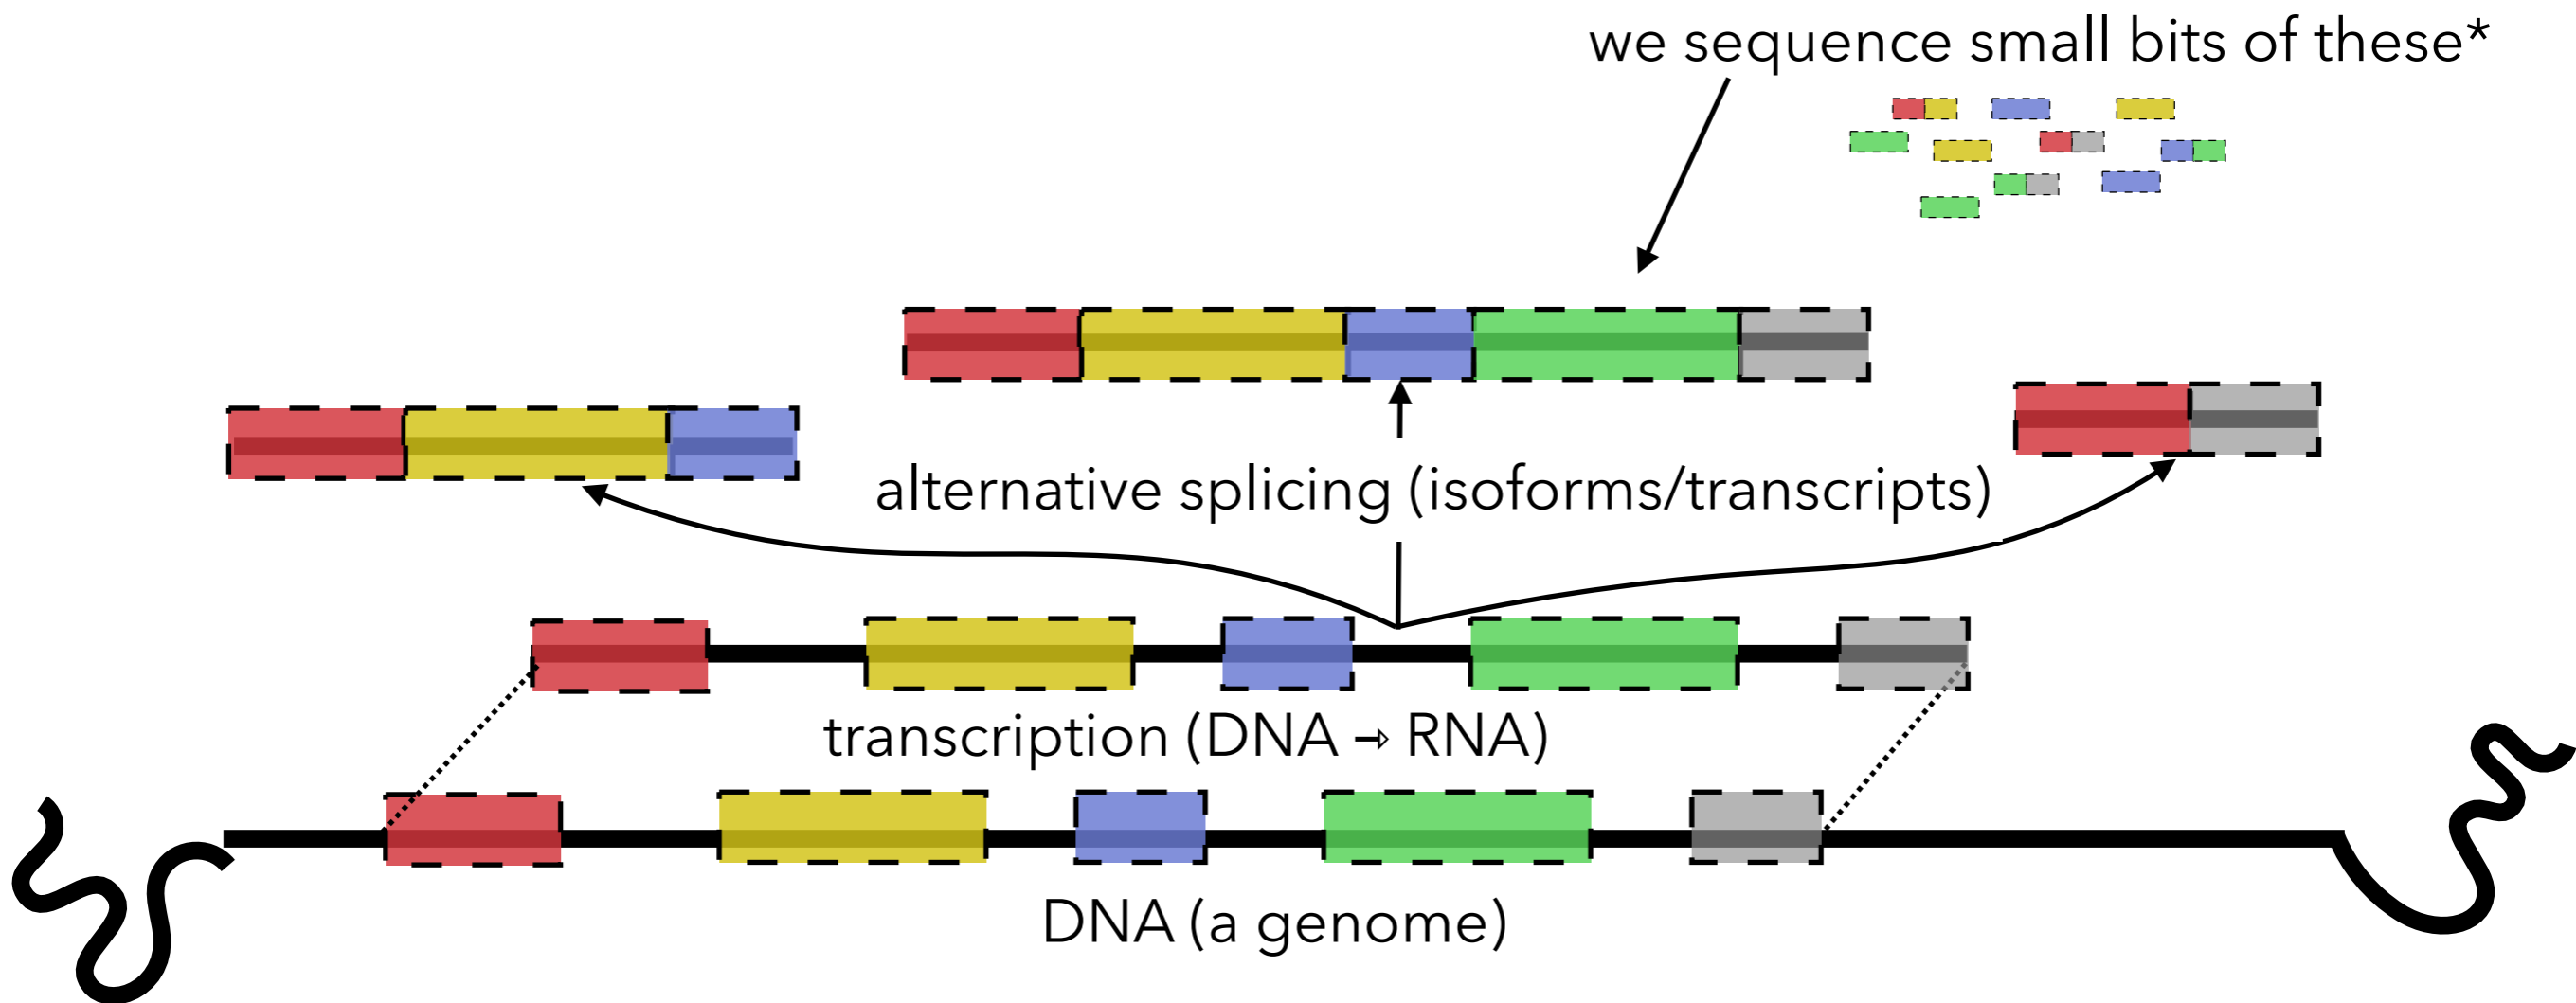 we sequence small bits of these*
alternative splicing (isoforms/transcripts)
transcription (DNA → RNA)
DNA (a genome)